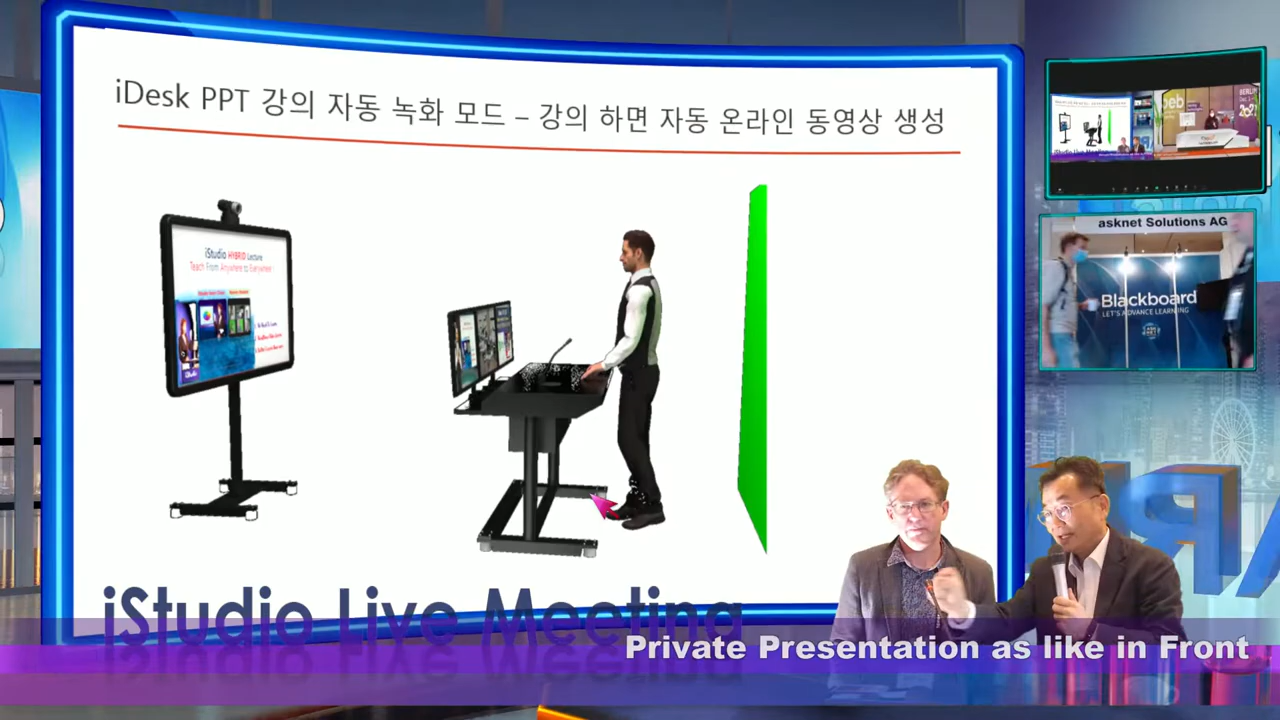 iDesk PPT 강의 자동 녹화 모드 – 강의 하면 자동 온라인 동영상 생성
iStudio HYBRID Lecture
Teach From Anywhere to Everywhere
asknet Solutions AG
Blackboard
LET'S ADVANCE LEARNING
iStudio Live Meeting
Private Presentation as like in Front